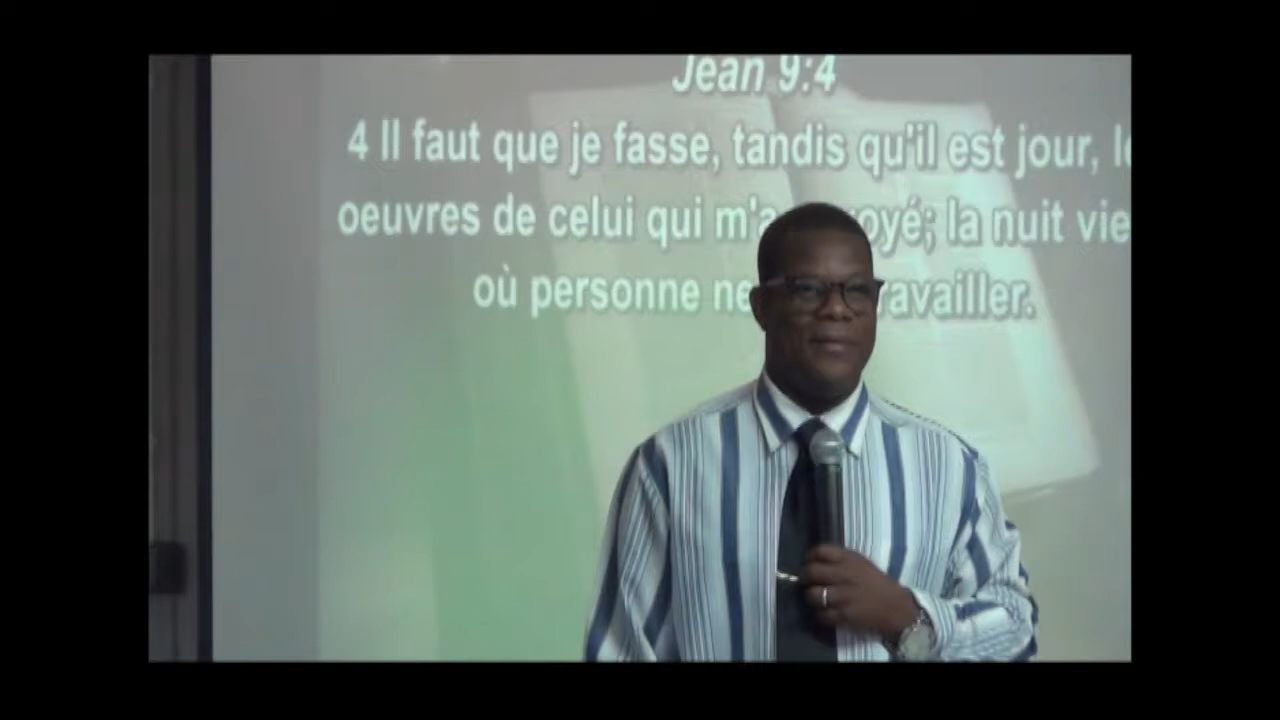 Jean 9:4
4 Il faut que je fasse, tandis qu'il est jour,
oeuvres de celui qui la nuit
où personne